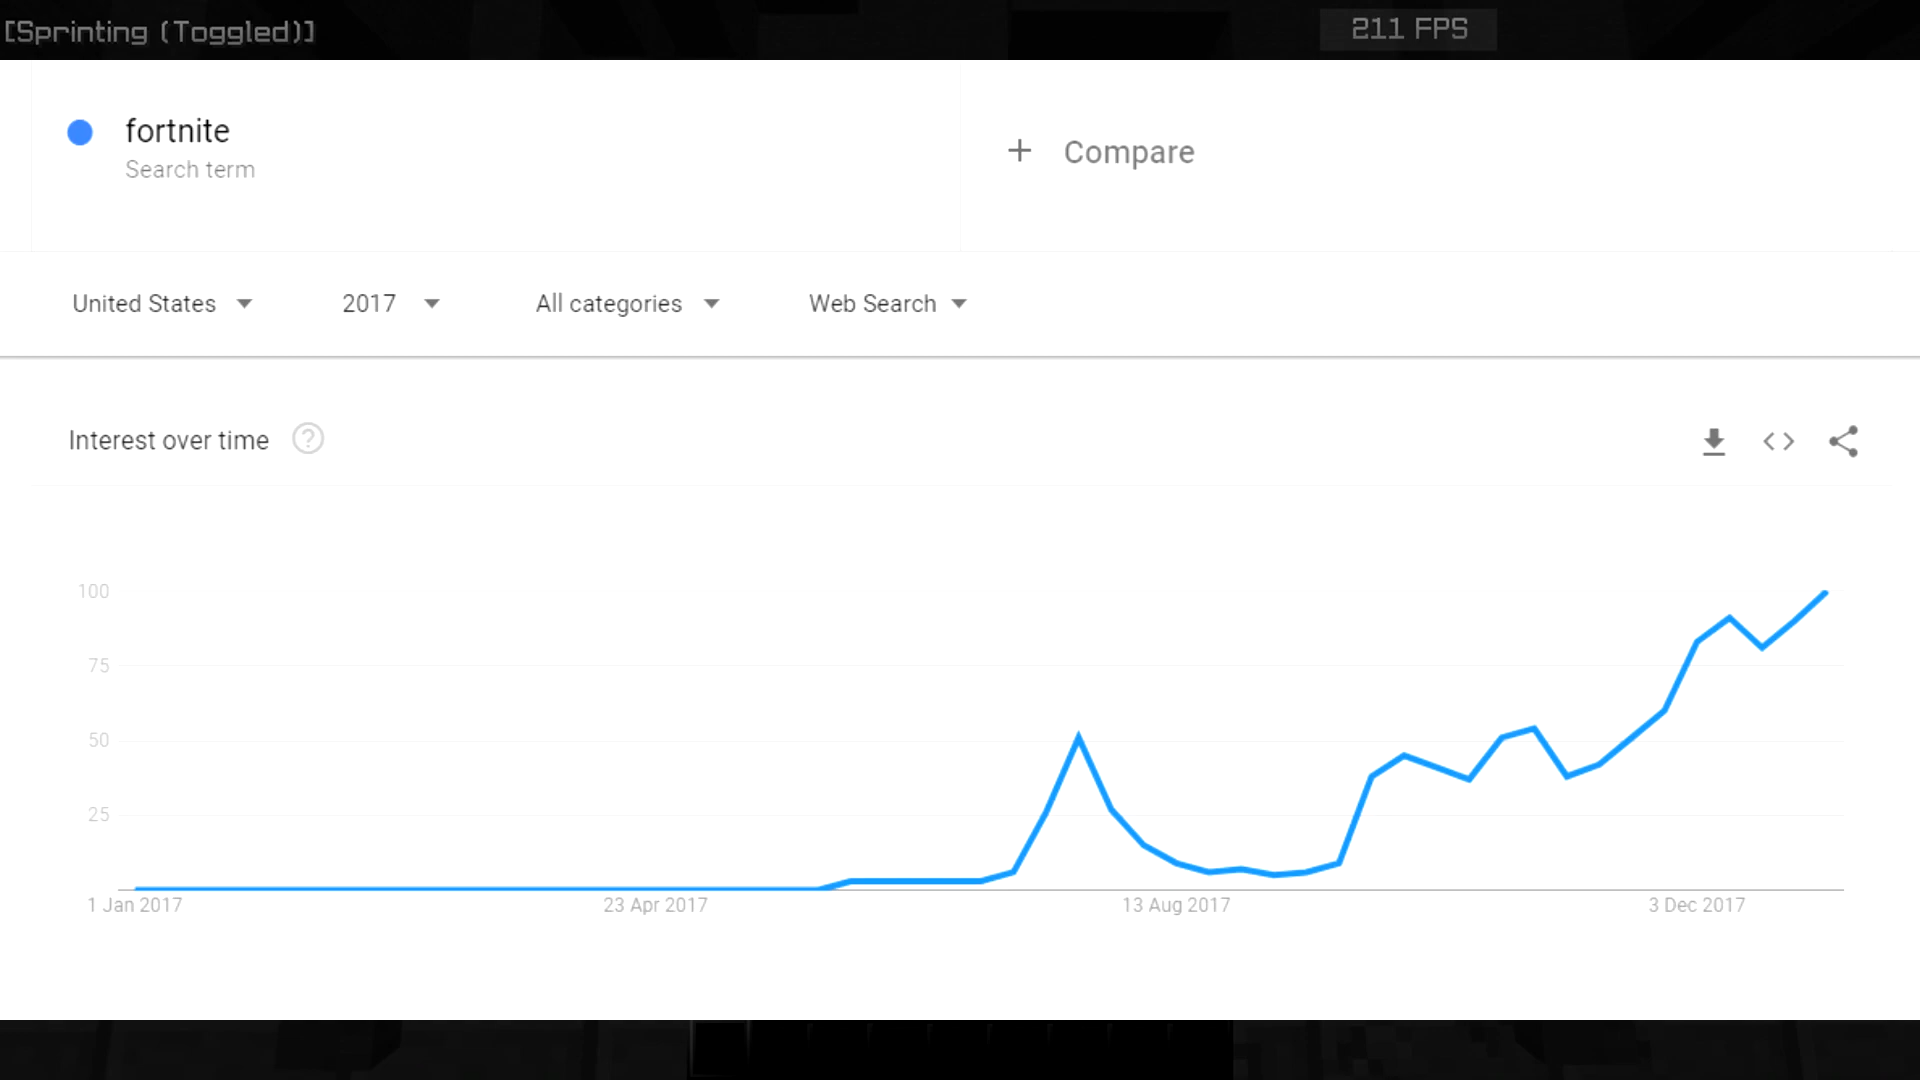 [Sprinting (Toggled)]
211 FPS
fortnite
Search term
+ Compare
United States
2017
All categories
Web Search
Interest over time ?
100
75
50
25
1 Jan 2017
23 Apr 2017
13 Aug 2017
3 Dec 2017